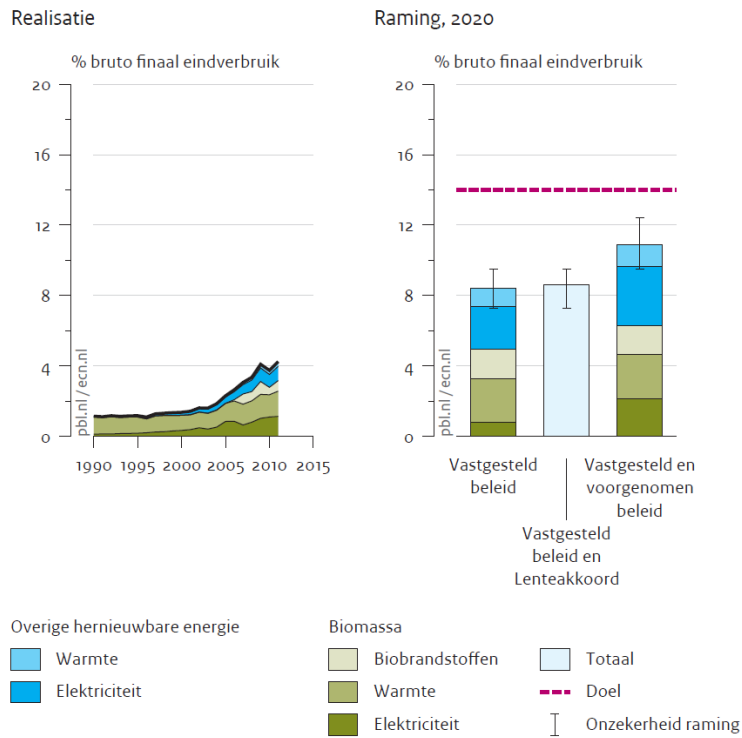 Realisatie
% bruto finaal eindverbruik
20
16
12
8
4
0
pbl.nl / ecn.nl
1990 1995 2000 2005 2010 2015
Raming, 2020
% bruto finaal eindverbruik
20
16
12
8
4
0
pbl.nl / ecn.nl
Vastgesteld
beleid
Vastgesteld
beleid en
Lenteakkoord
Vastgesteld en
voorgenomen
beleid
Overige hernieuwbare energie
Warmte
Elektriciteit
Biomassa
Biobrandstoffen
Warmte
Elektriciteit
Totaal
Doel
Onzekerheid raming